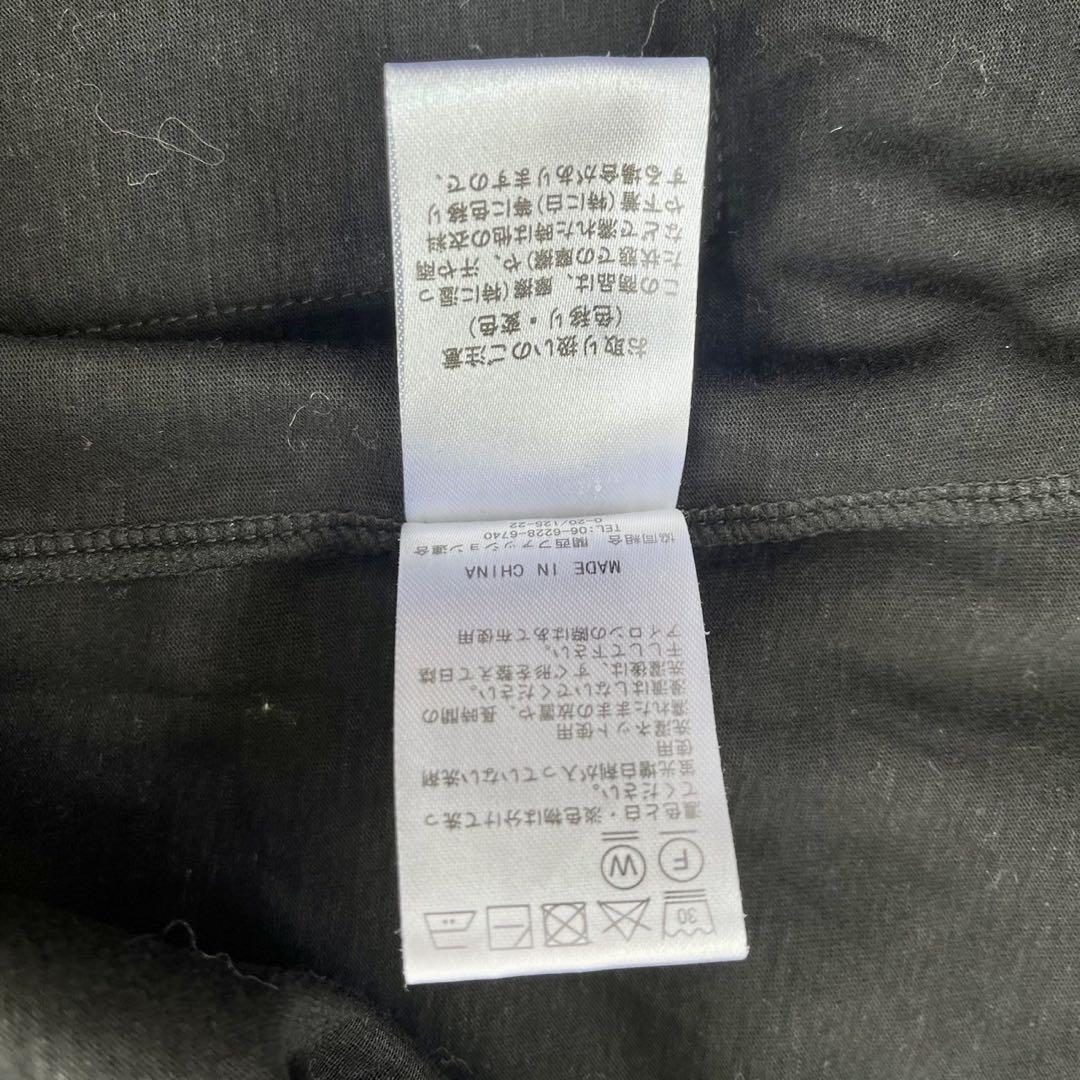 30
F
W
濃色と白・淡色物は分けて洗っ
てください。
蛍光増白剤が入っていない洗剤
使用
洗濯ネット使用
濡れたままの放置や、長時間の
浸漬はしないでください。
洗濯後は、すぐ形を整えて日陰
干しして下さい。
アイロンの際はあて布使用
MADE IN CHINA
協同組合 関西ファッション連合
TEL:06-6228-6740
0-20/125-22
お取り扱いのご注意
(色移り・変色)
この商品は、摩擦(特に湿っ
た状態での摩擦)や、汗や雨
などで濡れた時は他の衣料
や下着(特に白)等に色移り
する場合がありますので、